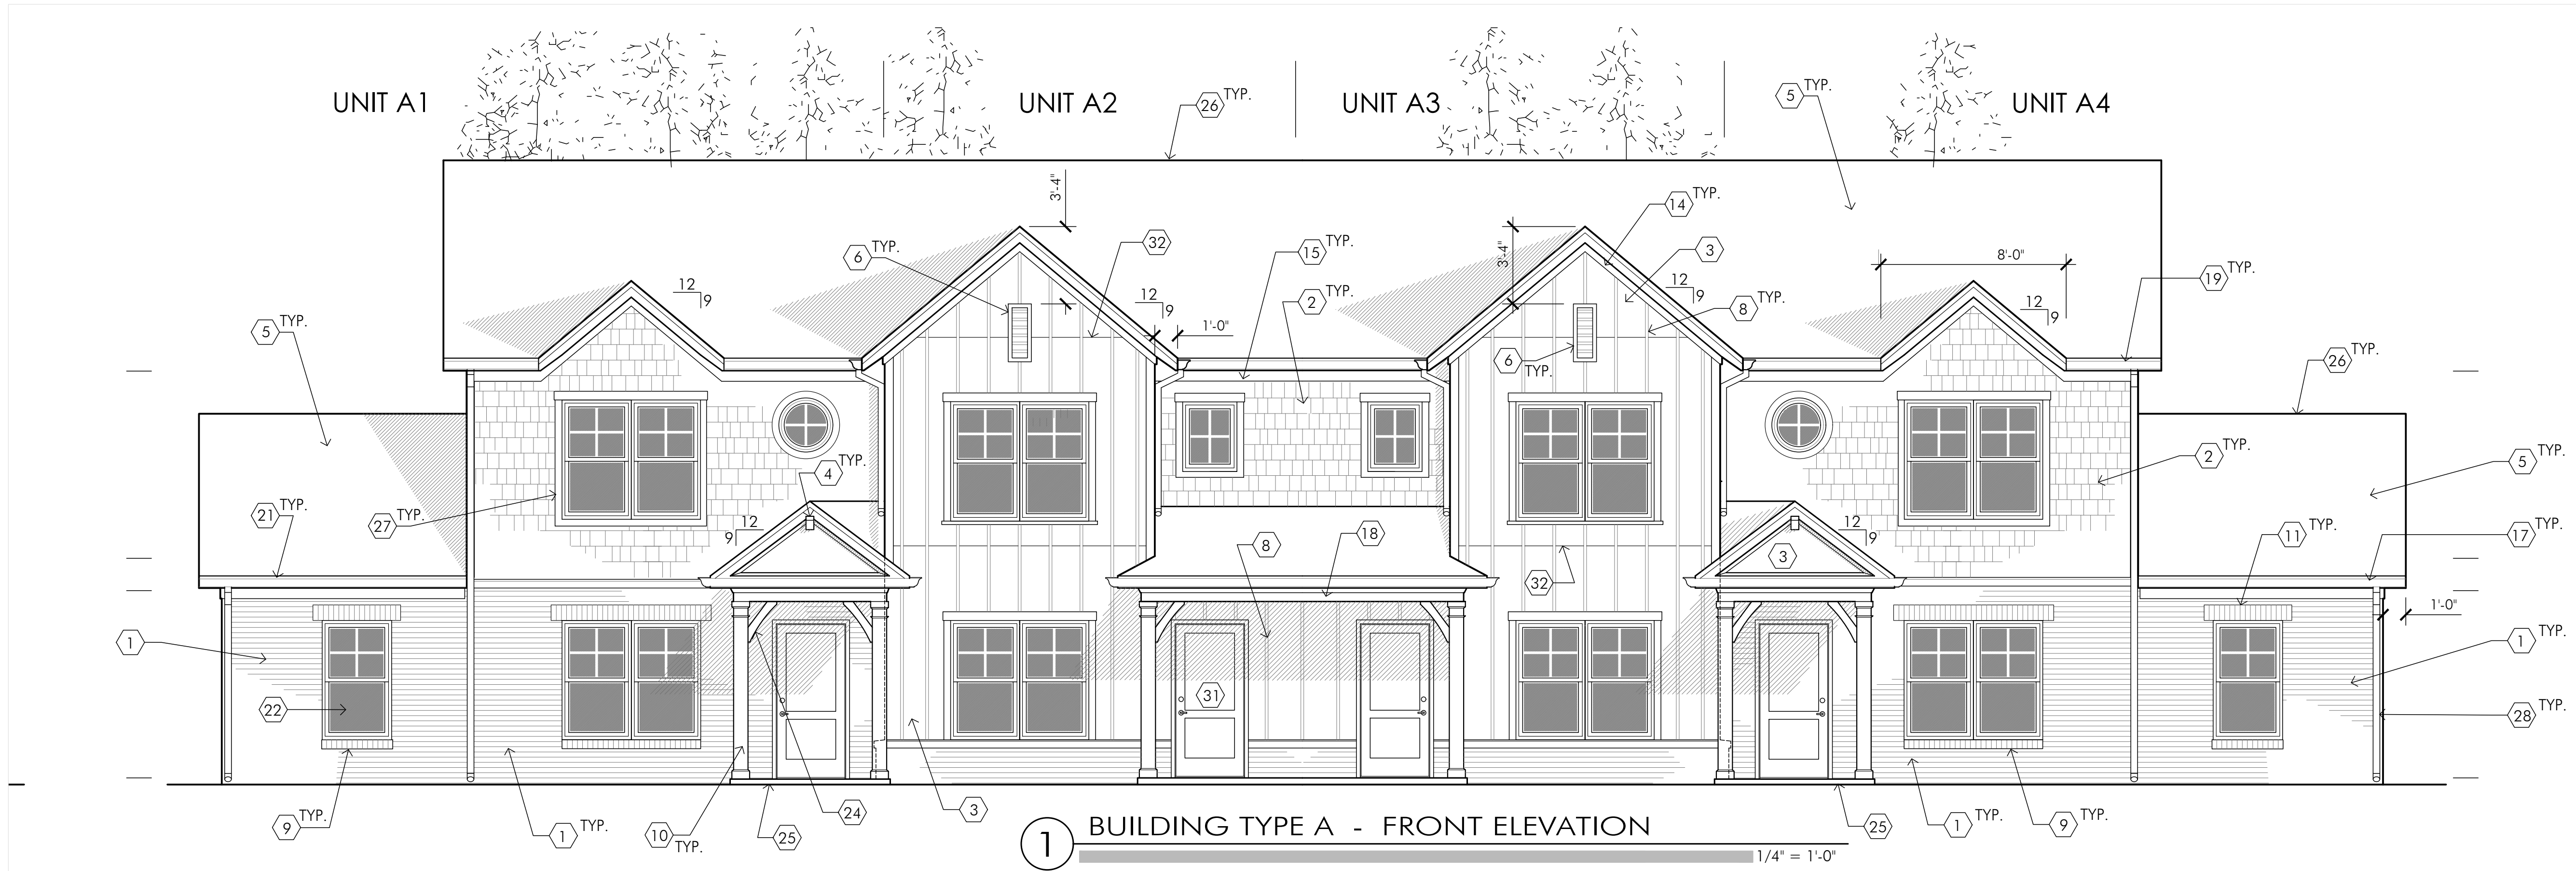 UNIT A1
UNIT A2
UNIT A3
UNIT A4
26 TYP.
5 TYP.
3'-4"
14 TYP.
6 TYP.
32
15 TYP.
3'-4"
3
8'-0"
19 TYP.
12
9
12
9
1'-0"
2 TYP.
12
9
8 TYP.
12
9
5 TYP.
6 TYP.
26 TYP.
4 TYP.
2 TYP.
5 TYP.
21 TYP.
27 TYP.
12
9
8
18
32
3
12
9
11 TYP.
17 TYP.
1'-0"
1
1 TYP.
22
31
28 TYP.
9 TYP.
1 TYP.
10 TYP.
25
24
3
25
1 TYP.
9 TYP.
1
BUILDING TYPE A - FRONT ELEVATION
1/4" = 1'-0"